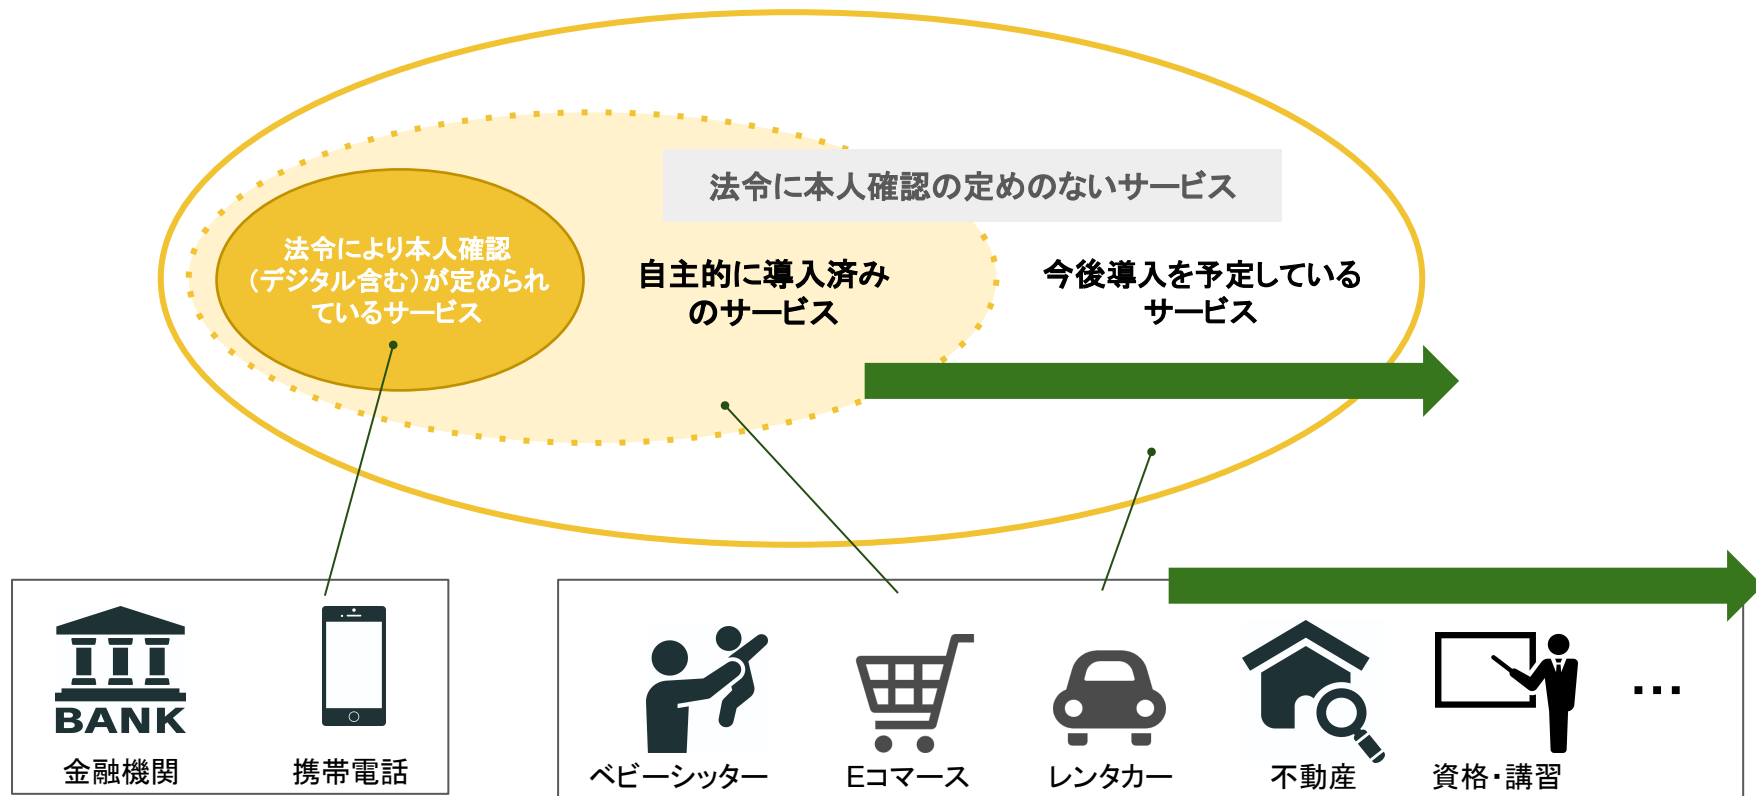 法令に本人確認の定めのないサービス
法令により本人確認
（デジタル含む）が定められ
ているサービス
自主的に導入済み
のサービス
今後導入を予定している
サービス
BANK
金融機関
携帯電話
ベビーシッター
Eコマース
レンタカー
不動産
資格・講習
…